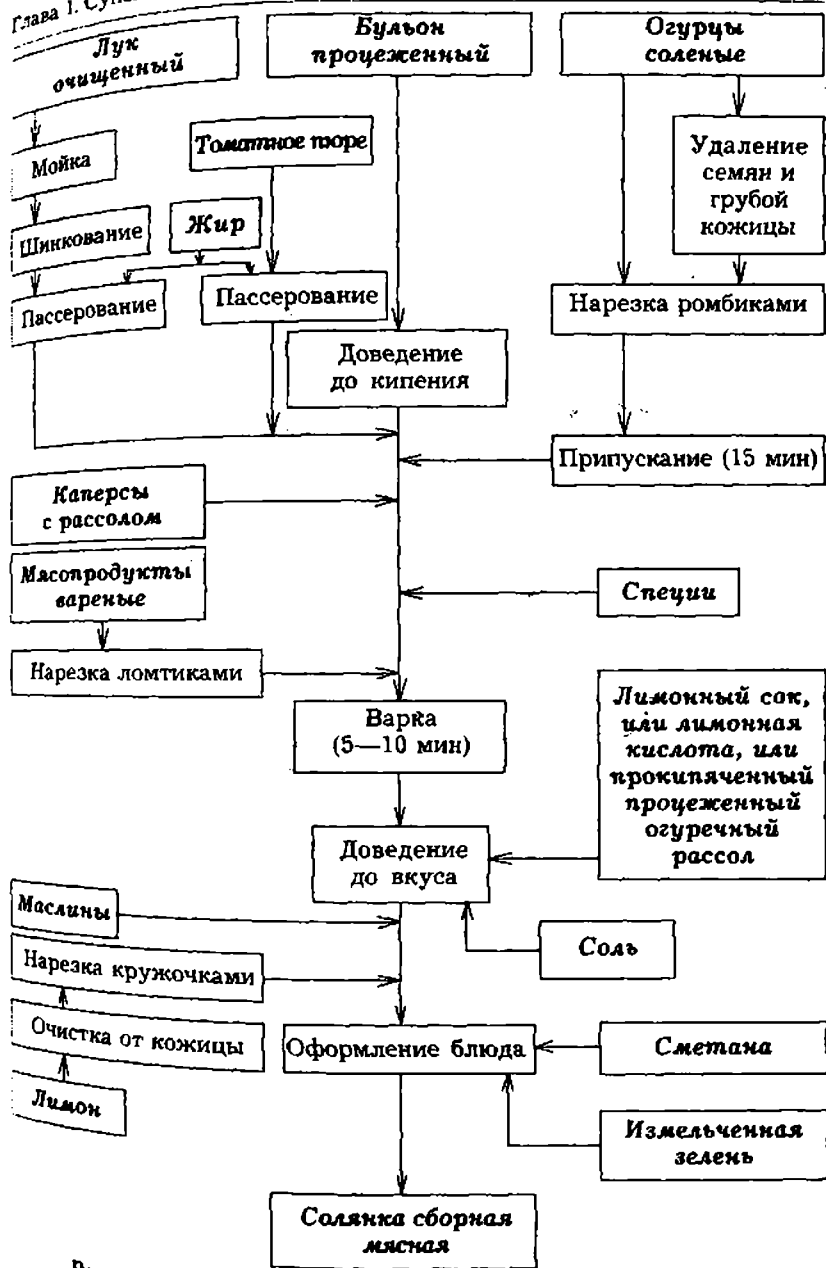 Глава 1.
Лук
очищенный
Бульон
процеженный
Огурцы
соленые
Мойка
Томатное пюре
Удаление
семян и
грубой
кожицы
Шинкование
Жир
Пассерование
Пассерование
Нарезка ромбиками
Доведение
до кипения
Припускание (15 мин)
Каперсы
с рассолом
Мясопродукты
вареные
Специи
Нарезка ломтиками
Варка
(5—10 мин)
Лимонный сок,
или лимонная
кислота, или
прокипяченный
процеженный
огуречный
рассол
Доведение
до вкуса
Маслины
Соль
Нарезка кружочками
Очистка от кожицы
Оформление блюда
Сметана
Лимон
Измельченная
зелень
Солянка сборная
мясная